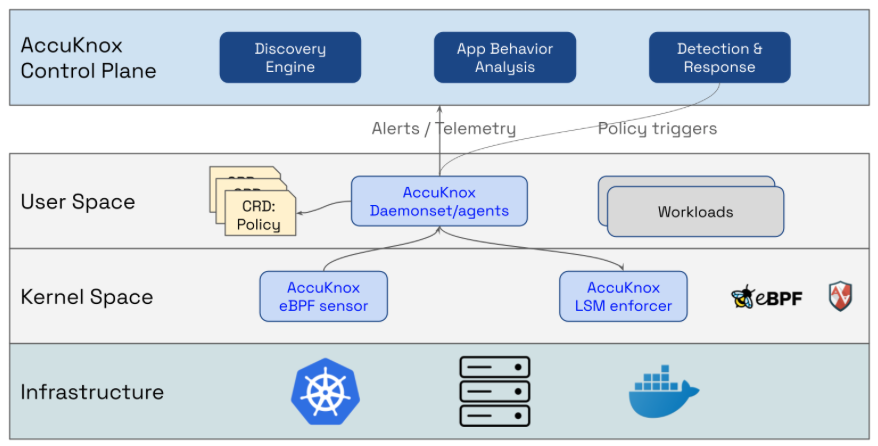 AccuKnox
Control Plane
Discovery
Engine
App Behavior
Analysis
Detection &
Response
Alerts / Telemetry
Policy triggers
User Space
CRD:
Policy
AccuKnox
Daemonset/agents
Workloads
Kernel Space
AccuKnox
eBPF sensor
AccuKnox
LSM enforcer
eBPF
Infrastructure